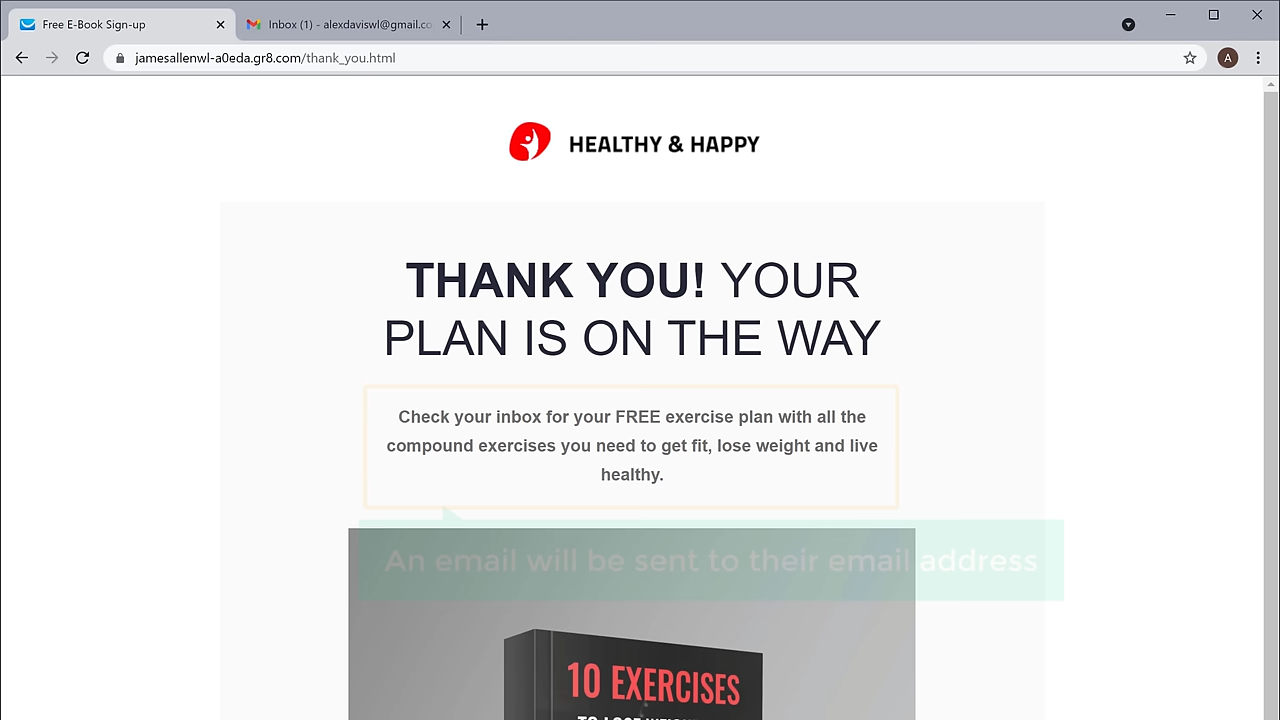 Free E-Book Sign-up
Inbox (1) - alexdaviswl@gmail.co
jamesallenwl-a0eda.gr8.com/thank_you.html
A
HEALTHY & HAPPY
THANK YOU! YOUR
PLAN IS ON THE WAY
Check your inbox for your FREE exercise plan with all the
compound exercises you need to get fit, lose weight and live
healthy.
An email will be sent to their email address
10 EXERCISES